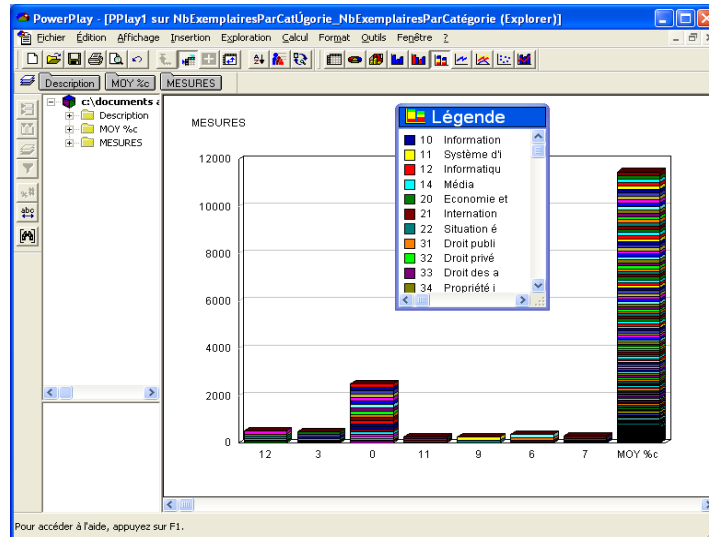 PowerPlay - [PPlay1 sur NbExemplairesParCatÚgorie_NbExemplairesParCatégorie (Explorer)]
Fichier Édition Affichage Insertion Exploration Calcul Format Outils Fenêtre ?
Description MOY %c MESURES
c:\documents a
Description
MOY %c
MESURES
%#
abc
MESURES
Légende
10 Information
11 Système d'i
12 Informatiqu
14 Média
20 Economie et
21 Internation
22 Situation é
31 Droit publi
32 Droit privé
33 Droit des a
34 Propriété i
12000
10000
8000
6000
4000
2000
0
12 3 0 11 9 6 7 MOY %c
Pour accéder à l'aide, appuyez sur F1.